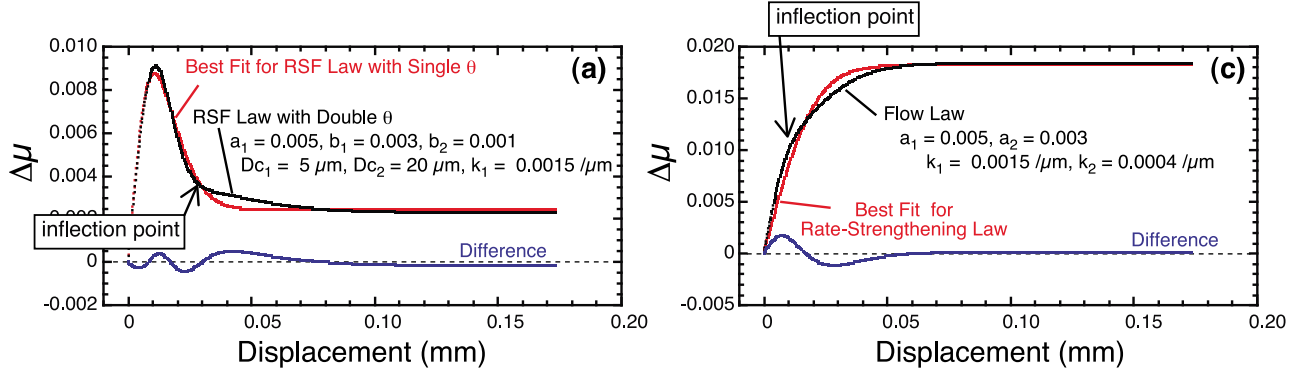 inflection point
0.010
0.008
0.006
0.004
0
-0.002
Δμ
(a)
Best Fit for RSF Law with Single θ
RSF Law with Double θ
a1 = 0.005, b1 = 0.003, b2 = 0.001
Dc1 = 5 μm, Dc2 = 20 μm, k1 = 0.0015 /μm
inflection point
Difference
0
0.05
0.10
0.15
0.20
Displacement (mm)
0.020
0.015
0.010
0.005
0
-0.005
Δμ
(c)
Flow Law
a1 = 0.005, a2 = 0.003
k1 = 0.0015 /μm, k2 = 0.0004 /μm
Best Fit for
Rate-Strengthening Law
Difference
0
0.05
0.10
0.15
0.20
Displacement (mm)